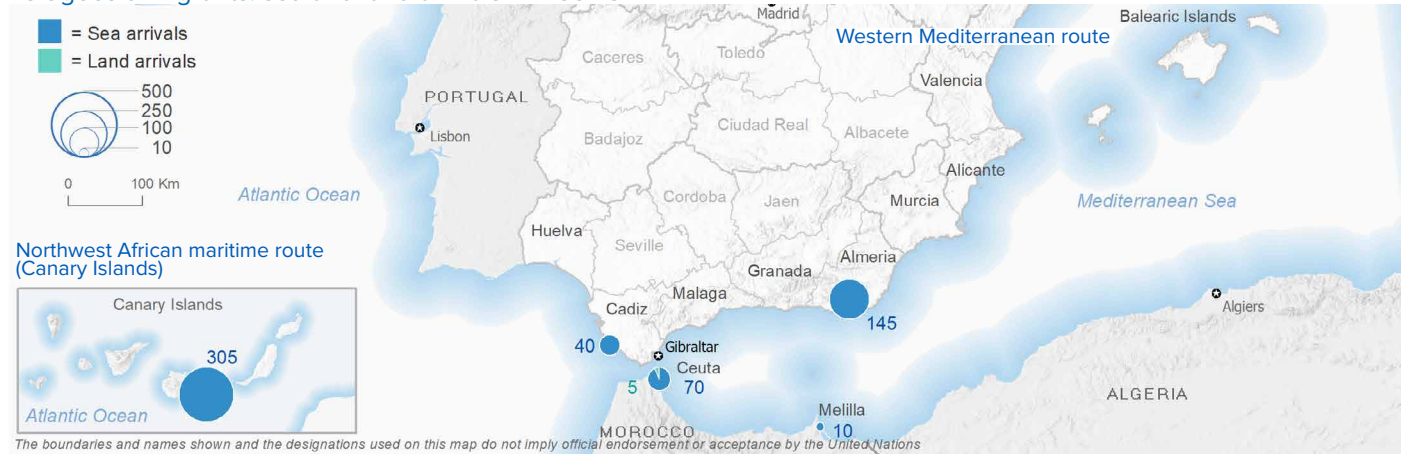 = Sea arrivals
= Land arrivals
500
250
100
10
0 100 Km
Madrid
Western Mediterranean route
Balearic Islands
Caceres
Toledo
Valencia
PORTUGAL
Lisbon
Badajoz
Ciudad Real
Albacete
Alicante
Atlantic Ocean
Cordoba
Jaen
Murcia
Mediterranean Sea
Huelva
Seville
Northwest African maritime route
(Canary Islands)
Granada
Almeria
Malaga
Cadiz
145
Algiers
Canary Islands
305
Atlantic Ocean
40
Gibraltar
Ceuta
5
70
Melilla
10
ALGERIA
MOROCCO
The boundaries and names shown and the designations used on this map do not imply official endorsement or acceptance by the United Nations